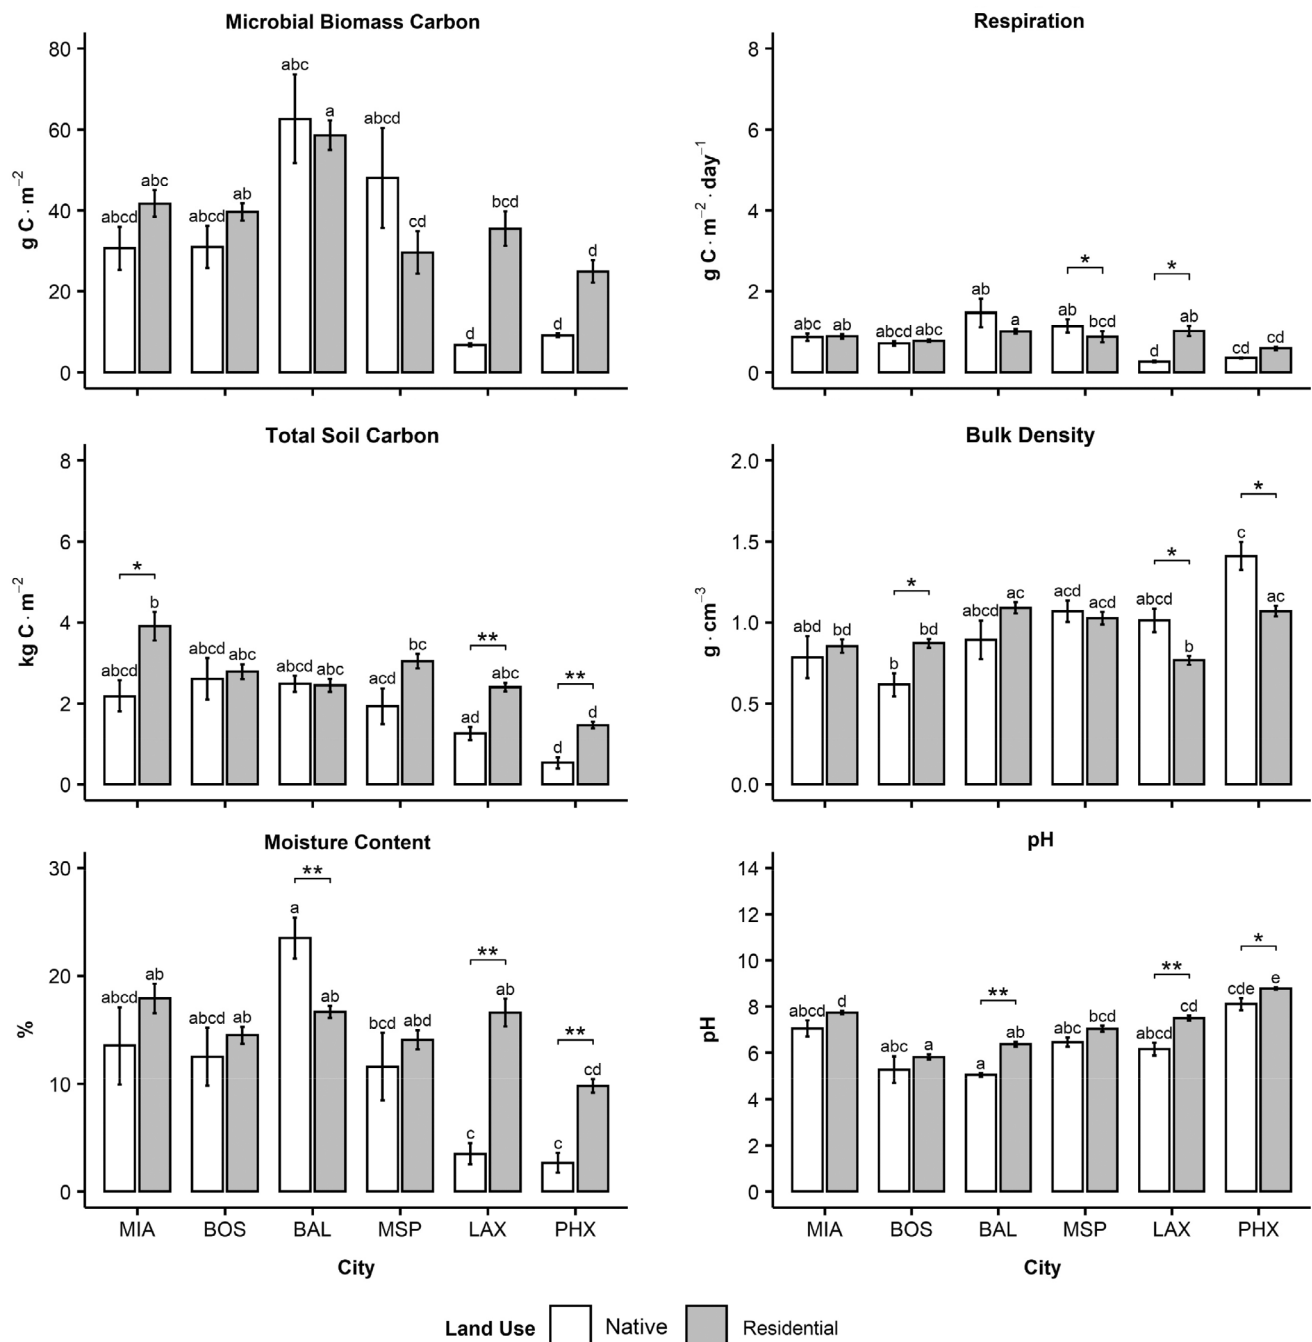 Microbial Biomass Carbon
80
60
40
20
0
g C · m⁻²
abcd abc abcd ab abc a abcd cd d bcd d d
Respiration
8
6
4
2
0
g C · m⁻² · day⁻¹
* *
abc ab abcd abc ab a ab bcd d ab cd cd
Total Soil Carbon
8
6
4
2
0
kg C · m⁻²
* ** **
abcd b abcd abc abcd abc acd bc ad abc d d
Bulk Density
2.0
1.5
1.0
0.5
0.0
g · cm⁻³
* * *
abd bd b bd abcd ac acd acd abcd b c ac
Moisture Content
30
20
10
0
%
** ** **
abcd ab abcd ab a ab bcd abd c ab c cd
MIA BOS BAL MSP LAX PHX
City
pH
14
12
10
8
6
4
2
0
pH
** ** *
abcd d abc a a ab abc bcd abcd cd cde e
MIA BOS BAL MSP LAX PHX
City
Land Use Native Residential